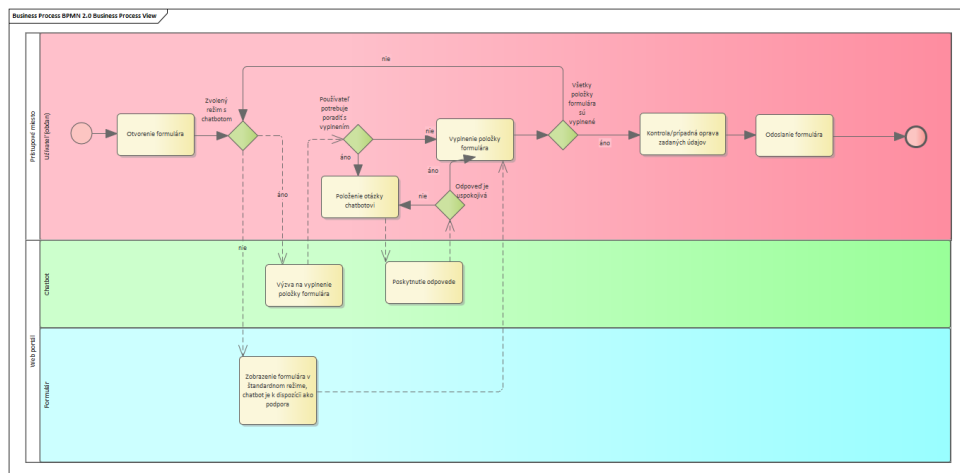 Business Process BPMN 2.0 Business Process View
Prístupové miesto
Užívateľ (občan)
Otvorenie formulára
Zvolený
režim s
chatbotom
nie
Používateľ
potrebuje
poradiť s
vyplnením
nie
áno
Položenie otázky
chatbotovi
Vyplnenie položky
formulára
áno
nie
Odpoveď je
uspokojivá
Všetky
položky
formulára
sú
vyplnené
áno
Kontrola/prípadná oprava
zadaných údajov
Odoslanie formulára
áno
nie
Web portál
Chatbot
Výzva na vyplnenie
položky formulára
Poskytnutie odpovede
Formulár
Zobrazenie formulára v
štandardnom režime,
chatbot je k dispozícii ako
podpora